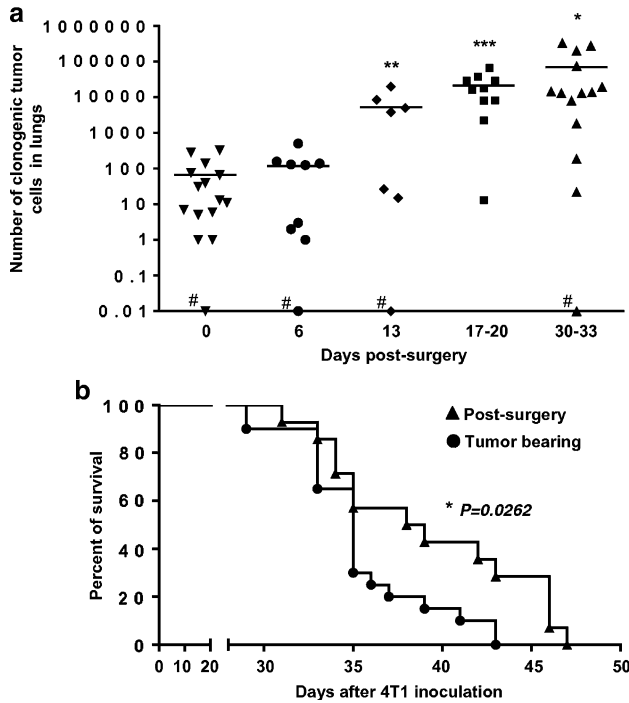 a
Number of clonogenic tumor
cells in lungs
1000000
100000
10000
1000
100
10
1
0.1
0.01
** *** *
# # # #
0 6 13 17-20 30-33
Days post-surgery
b
Percent of survival
100
80
60
40
20
0
Post-surgery
Tumor bearing
* P=0.0262
0 10 20 30 35 40 45 50
Days after 4T1 inoculation